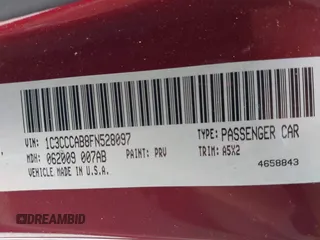 VIN: 1C3CCCAB8FN528097
TYPE: PASSENGER CAR
MDH: 062009 007AB
PAINT: PRV
TRIM: A5X2
VEHICLE MADE IN U.S.A.
4658843
DREAMBID